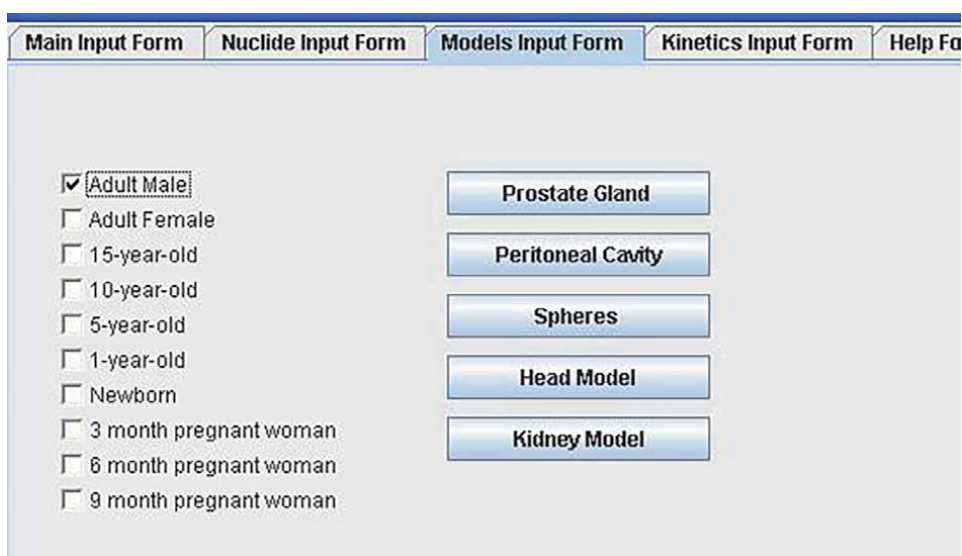 Main Input Form
Nuclide Input Form
Models Input Form
Kinetics Input Form
Help
Adult Male
Adult Female
15-year-old
10-year-old
5-year-old
1-year-old
Newborn
3 month pregnant woman
6 month pregnant woman
9 month pregnant woman
Prostate Gland
Peritoneal Cavity
Spheres
Head Model
Kidney Model